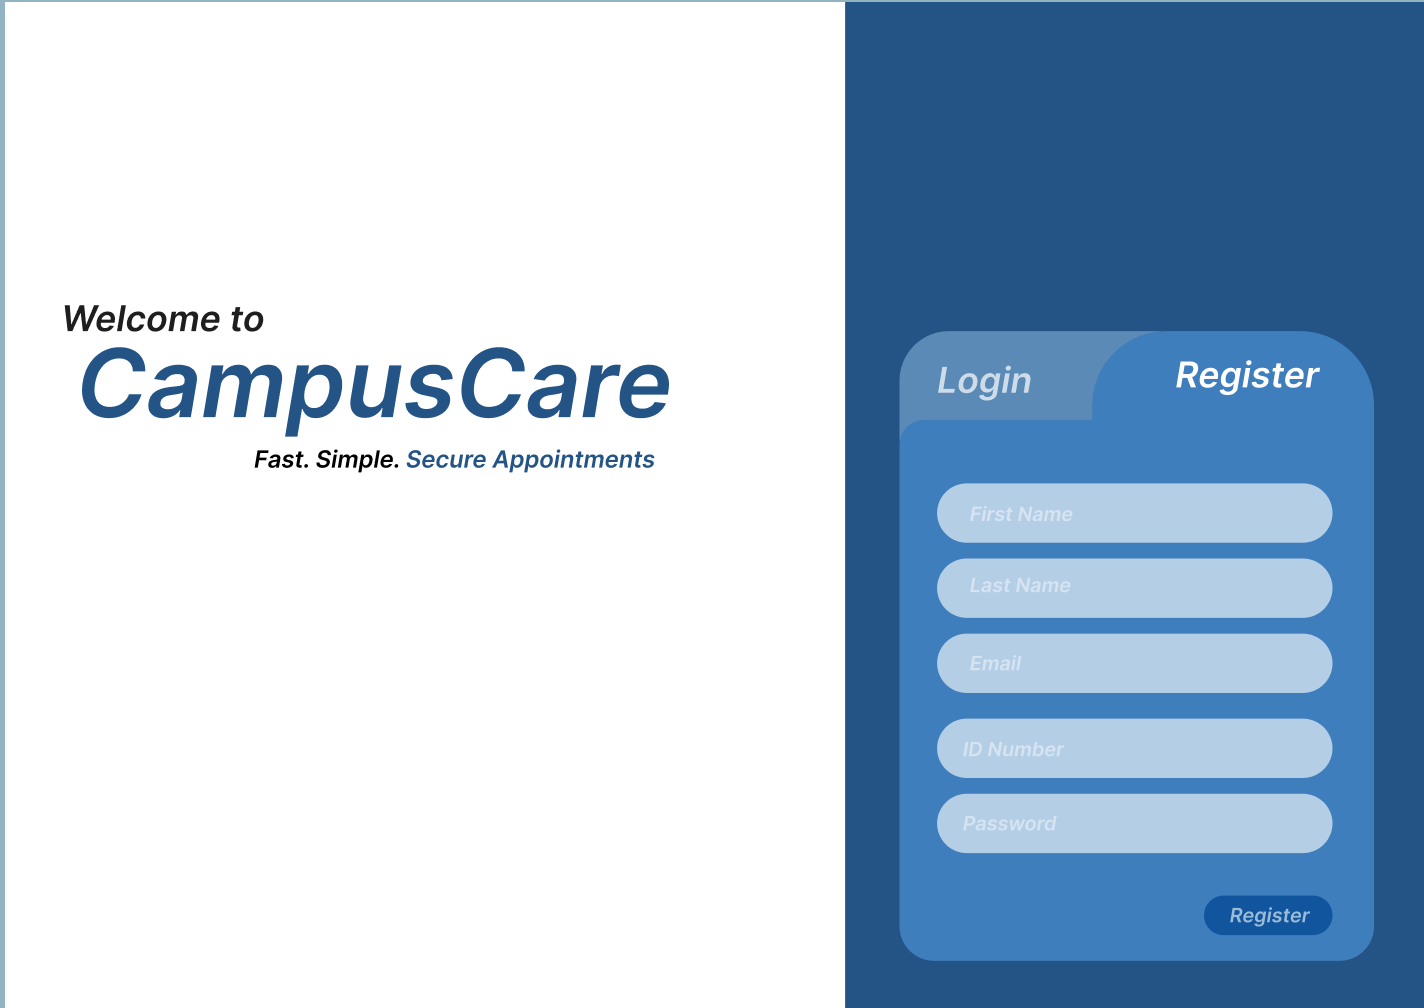 Welcome to
CampusCare
Fast. Simple. Secure Appointments
Login
Register
First Name
Last Name
Email
ID Number
Password
Register